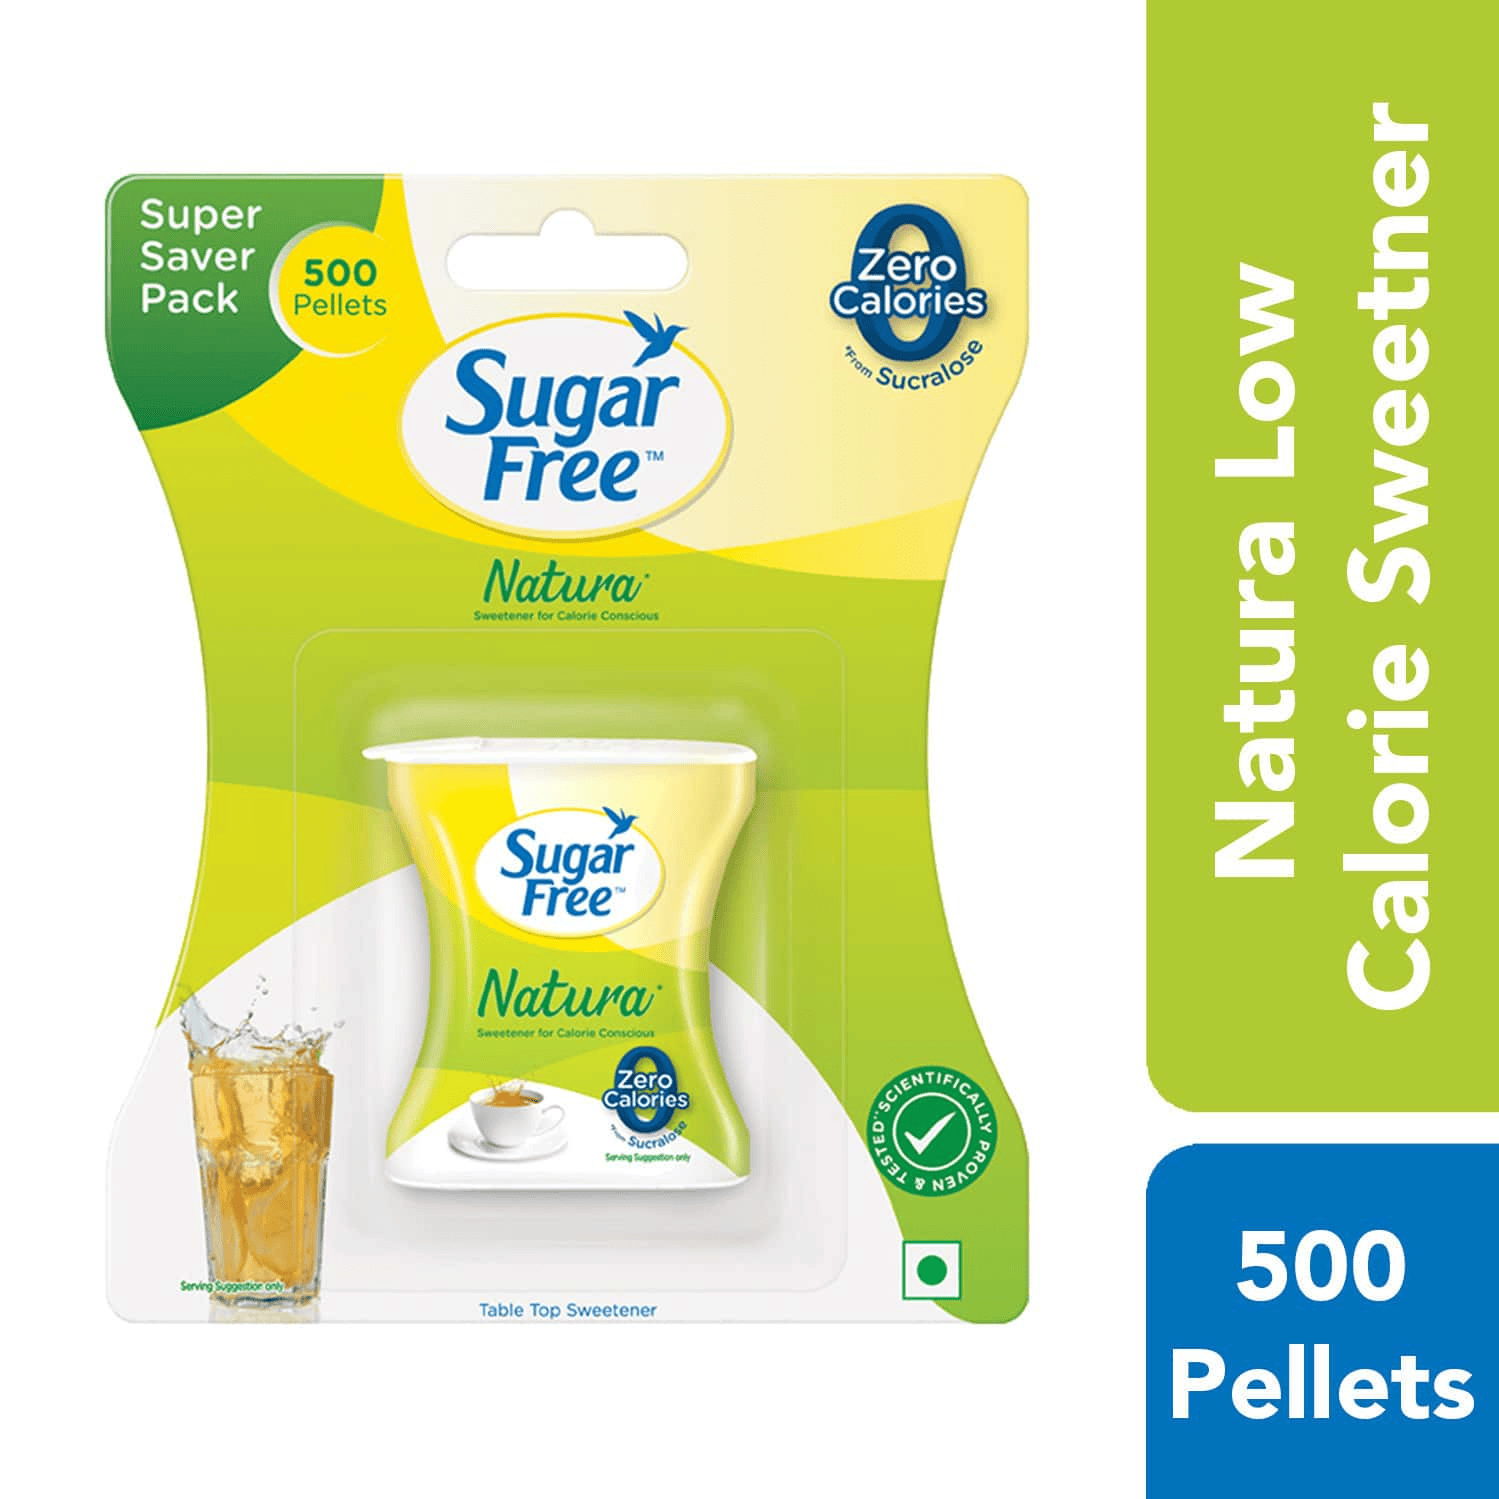 Super
Saver
Pack
500
Pellets
Zero
Calories
*From Sucralose
Sugar
Free™
Natura*
Sweetener for Calorie Conscious
Sugar
Free™
Natura*
Sweetener for Calorie Conscious
Zero
Calories
*From Sucralose
Serving Suggestion only
SCIENTIFICALLY PROVEN & TESTED**
Serving Suggestion only
Table Top Sweetener
Natura Low
Calorie Sweetner
500
Pellets